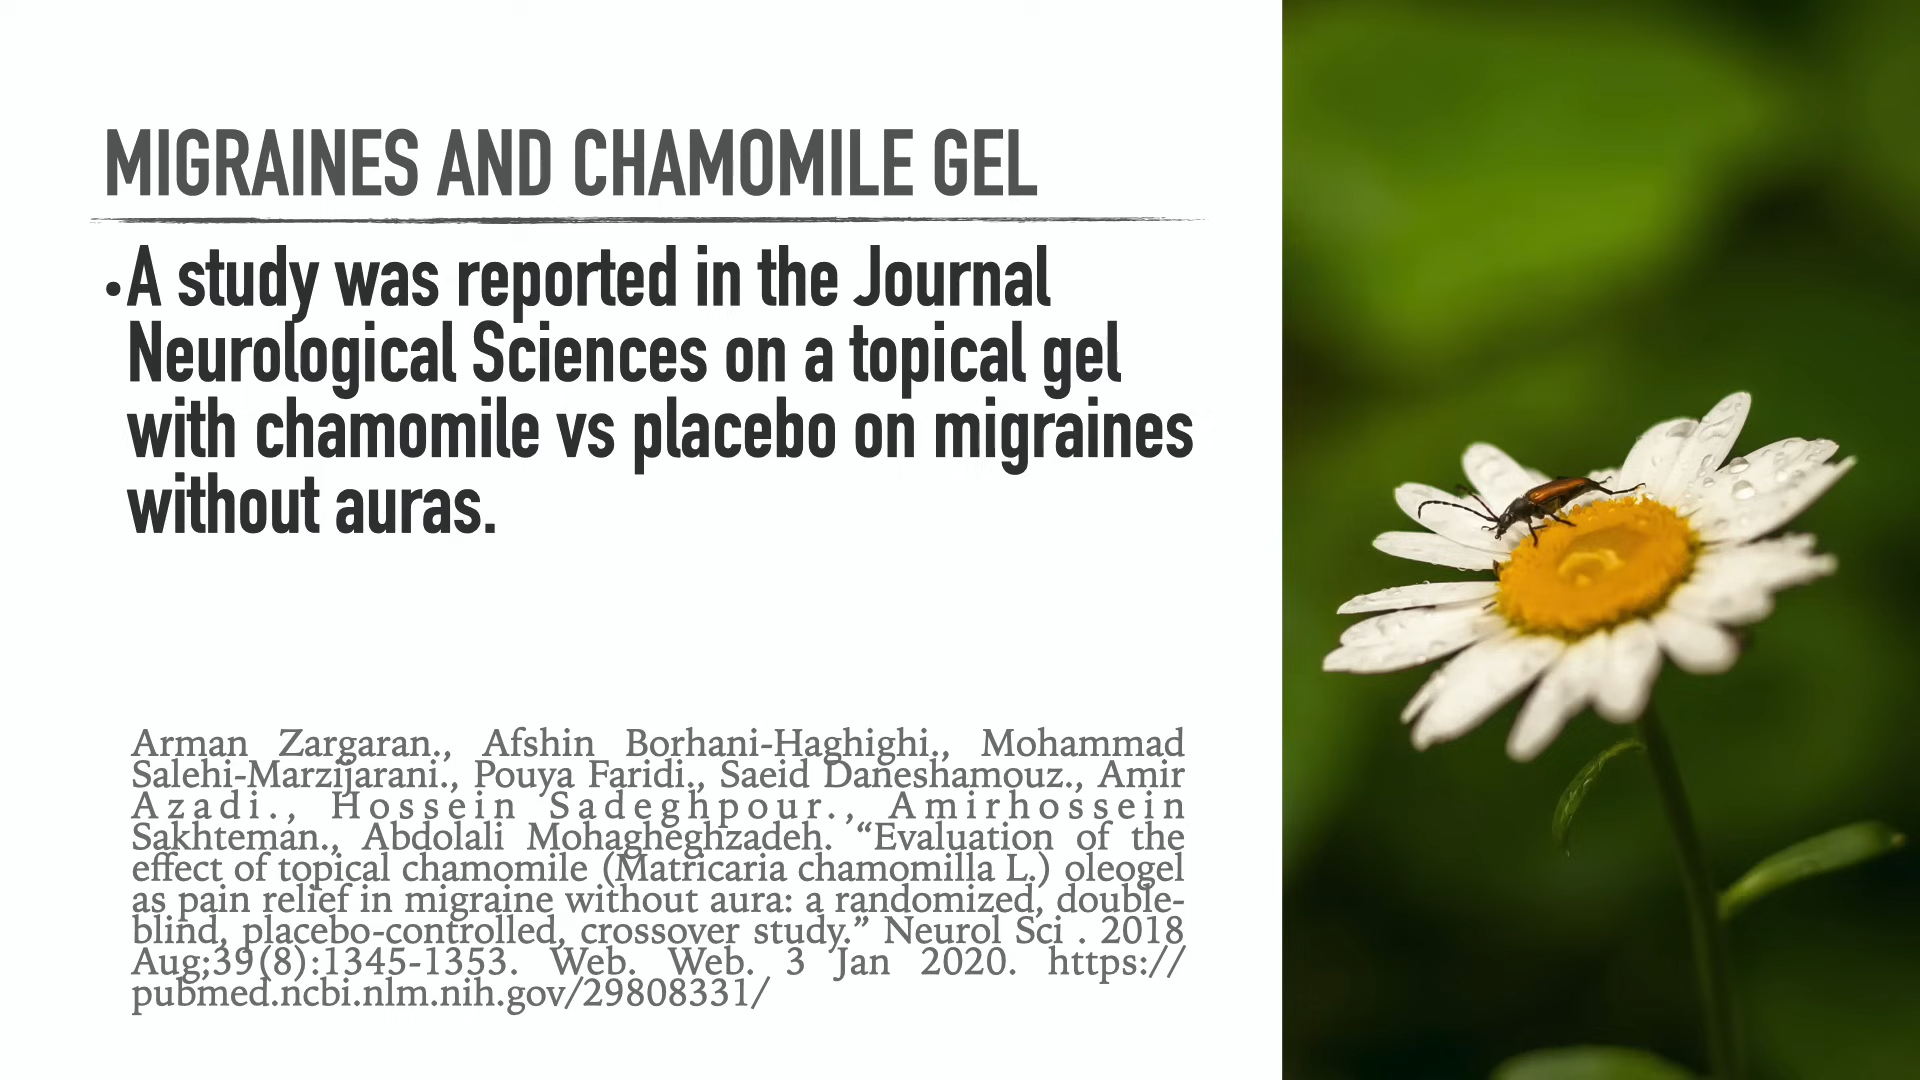 MIGRAINES AND CHAMOMILE GEL
•A study was reported in the Journal
Neurological Sciences on a topical gel
with chamomile vs placebo on migraines
without auras.
Arman Zargaran., Afshin Borhani-Haghighi., Mohammad
Salehi-Marzijarani., Pouya Faridi., Saeid Daneshamouz., Amir
Azadi., Hossein Sadeghpour., Amirhossein
Sakhteman., Abdolali Mohagheghzadeh. “Evaluation of the
effect of topical chamomile (Matricaria chamomilla L.) oleogel
as pain relief in migraine without aura: a randomized, double-
blind, placebo-controlled, crossover study.” Neurol Sci . 2018
Aug;39(8):1345-1353. Web. Web. 3 Jan 2020. https://
pubmed.ncbi.nlm.nih.gov/29808331/